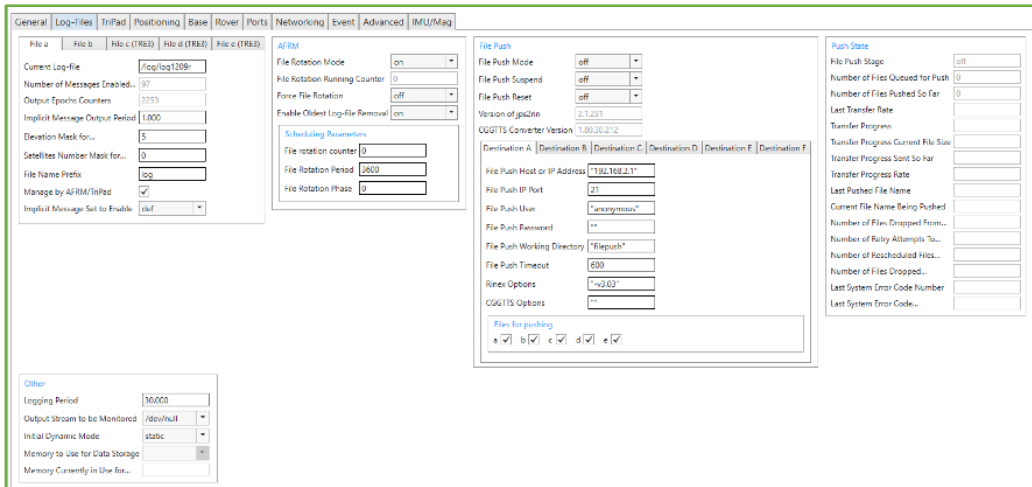 General Log-Files TriPad Positioning Base Rover Ports Networking Event Advanced IMU/Mag
File a File b File c (TRE3) File d (TRE3) File e (TRE3)
Current Log-file /log/log1209r
Number of Messages Enabled... 97
Output Epochs Counters 2253
Implicit Message Output Period 1.000
Elevation Mask for... 5
Satellites Number Mask for... 0
File Name Prefix log
Manage by AFRM/TriPad
Implicit Message Set to Enable def
AFRM
File Rotation Mode on
File Rotation Running Counter 0
Force File Rotation off
Enable Oldest Log-file Removal on
Scheduling Parameters
File rotation counter 0
File Rotation Period 3600
File Rotation Phase 0
File Push
File Push Mode off
File Push Suspend off
File Push Reset off
Version of jps2rin 2.1.231
CGGTTS Converter Version 1.80.30.212
Destination A Destination B Destination C Destination D Destination E Destination F
File Push Host or IP Address "192.168.2.1"
File Push IP Port 21
File Push User "anonymous"
File Push Password ""
File Push Working Directory "filepush"
File Push Timeout 600
Rinex Options "-v3.03"
CGGTTS Options ""
Files for pushing
a b c d e
Push State
File Push Stage off
Number of Files Queued for Push 0
Number of Files Pushed So Far 0
Last Transfer Rate
Transfer Progress
Transfer Progress Current File Size
Transfer Progress Sent So Far
Transfer Progress Rate
Last Pushed File Name
Current File Name Being Pushed
Number of Files Dropped From...
Number of Retry Attempts To...
Number of Rescheduled Files...
Number of Files Dropped...
Last System Error Code Number
Last System Error Code...
Other
Logging Period 30.000
Output Stream to be Monitored /dev/null
Initial Dynamic Mode static
Memory to Use for Data Storage
Memory Currently in Use for...